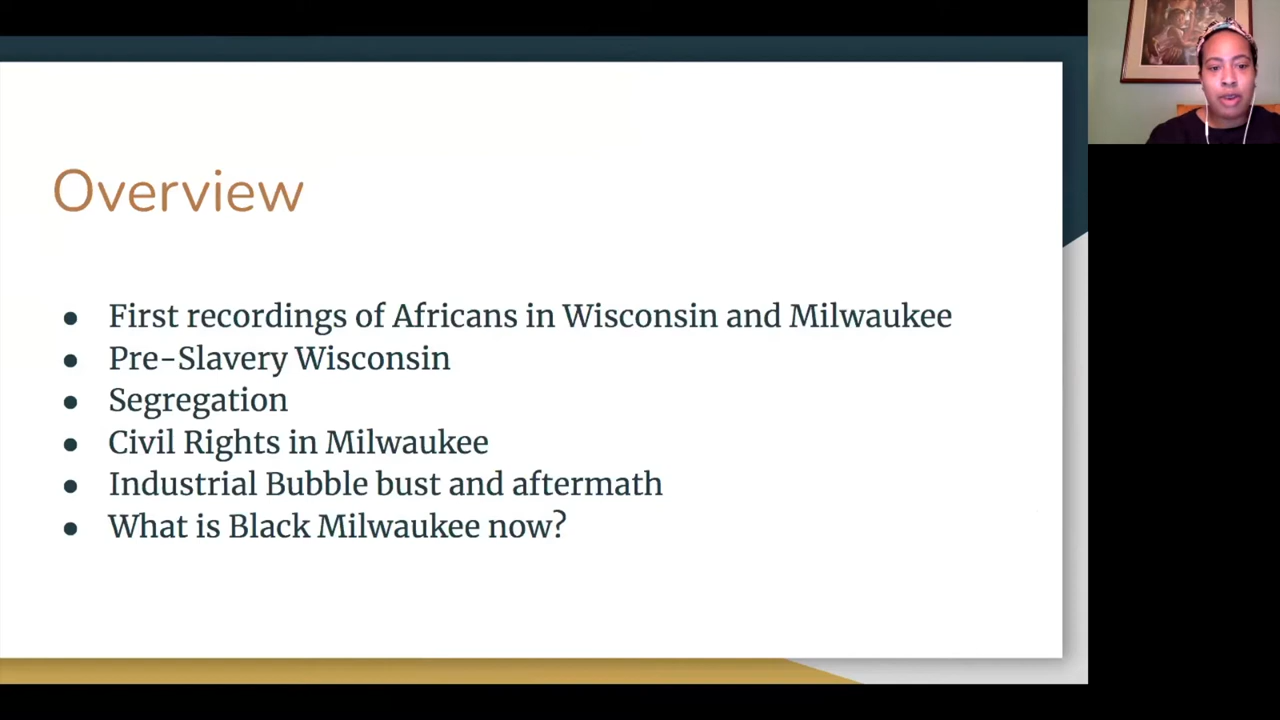 Overview
● First recordings of Africans in Wisconsin and Milwaukee
● Pre-Slavery Wisconsin
● Segregation
● Civil Rights in Milwaukee
● Industrial Bubble bust and aftermath
● What is Black Milwaukee now?